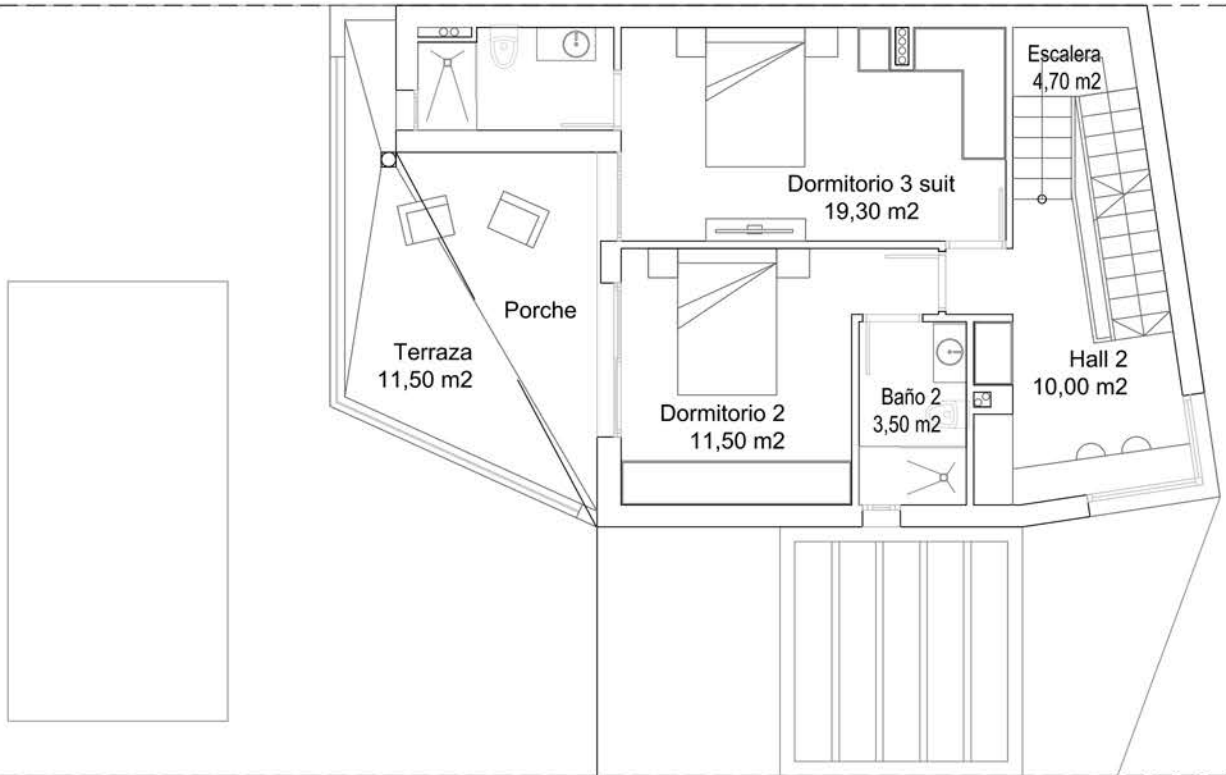 Escalera
4,70 m2
Dormitorio 3 suit
19,30 m2
Porche
Terraza
11,50 m2
Hall 2
10,00 m2
Baño 2
3,50 m2
Dormitorio 2
11,50 m2